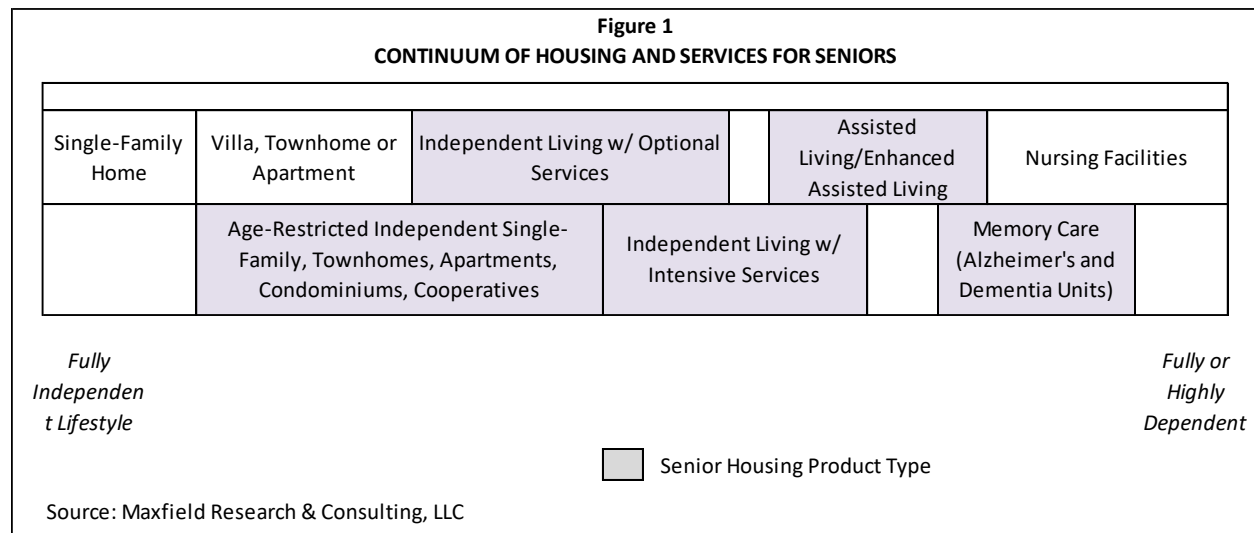 Figure 1
CONTINUUM OF HOUSING AND SERVICES FOR SENIORS
Single-Family
Home
Villa, Townhome or
Apartment
Independent Living w/ Optional
Services
Assisted
Living/Enhanced
Assisted Living
Nursing Facilities
Age-Restricted Independent Single-
Family, Townhomes, Apartments,
Condominiums, Cooperatives
Independent Living w/
Intensive Services
Memory Care
(Alzheimer's and
Dementia Units)
Fully
Independen
t Lifestyle
Fully or
Highly
Dependent
Senior Housing Product Type
Source: Maxfield Research & Consulting, LLC